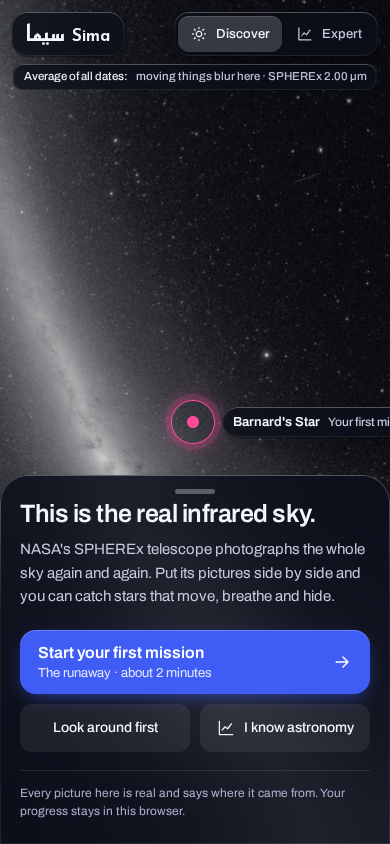 سيما Sima
Discover
Expert
Average of all dates: moving things blur here · SPHEREx 2.00 µm
Barnard's Star Your first
This is the real infrared sky.
NASA's SPHEREx telescope photographs the whole
sky again and again. Put its pictures side by side and
you can catch stars that move, breathe and hide.
Start your first mission
The runaway · about 2 minutes
Look around first
I know astronomy
Every picture here is real and says where it came from. Your
progress stays in this browser.